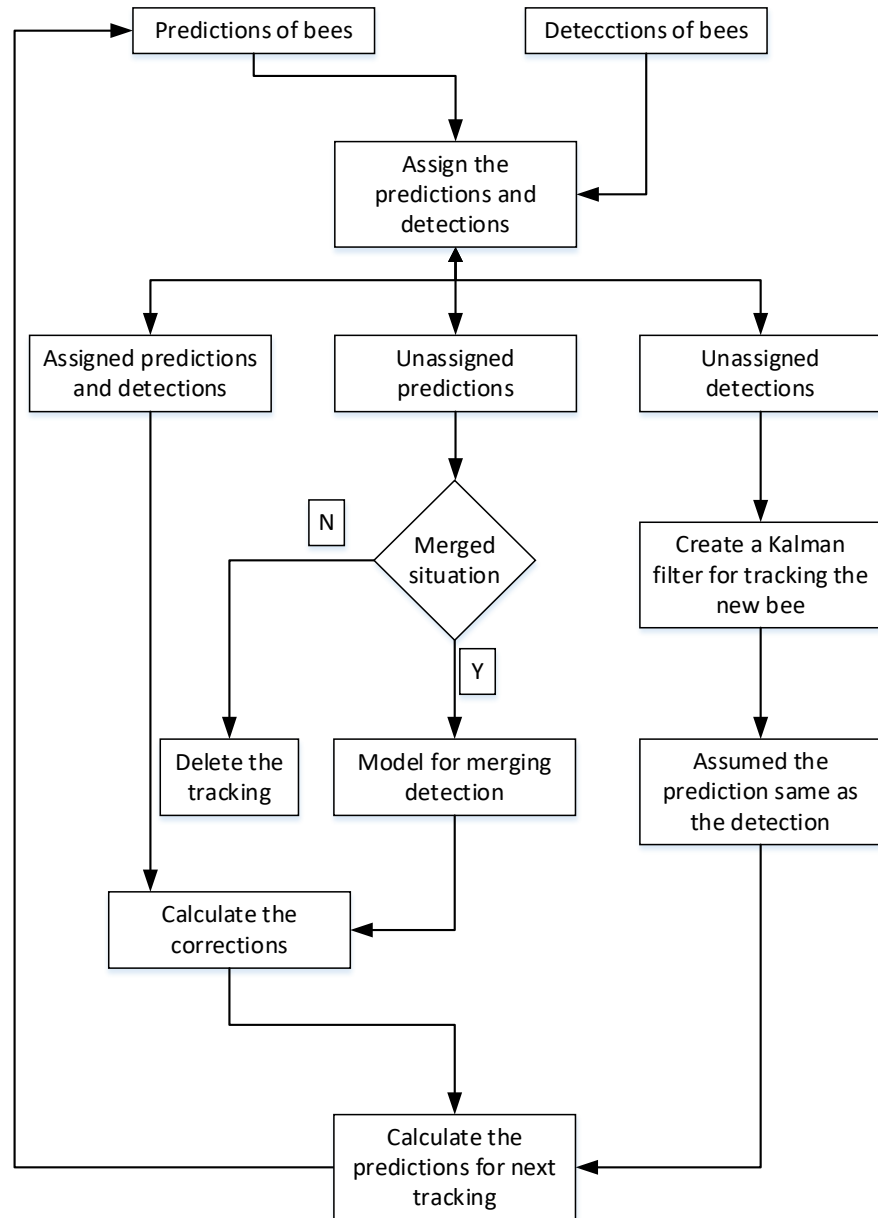 Predictions of bees
Detecctions of bees
Assign the
predictions and
detections
Assigned predictions
and detections
Unassigned
predictions
Unassigned
detections
N
Merged
situation
Create a Kalman
filter for tracking the
new bee
Y
Delete the
tracking
Model for merging
detection
Assumed the
prediction same as
the detection
Calculate the
corrections
Calculate the
predictions for next
tracking